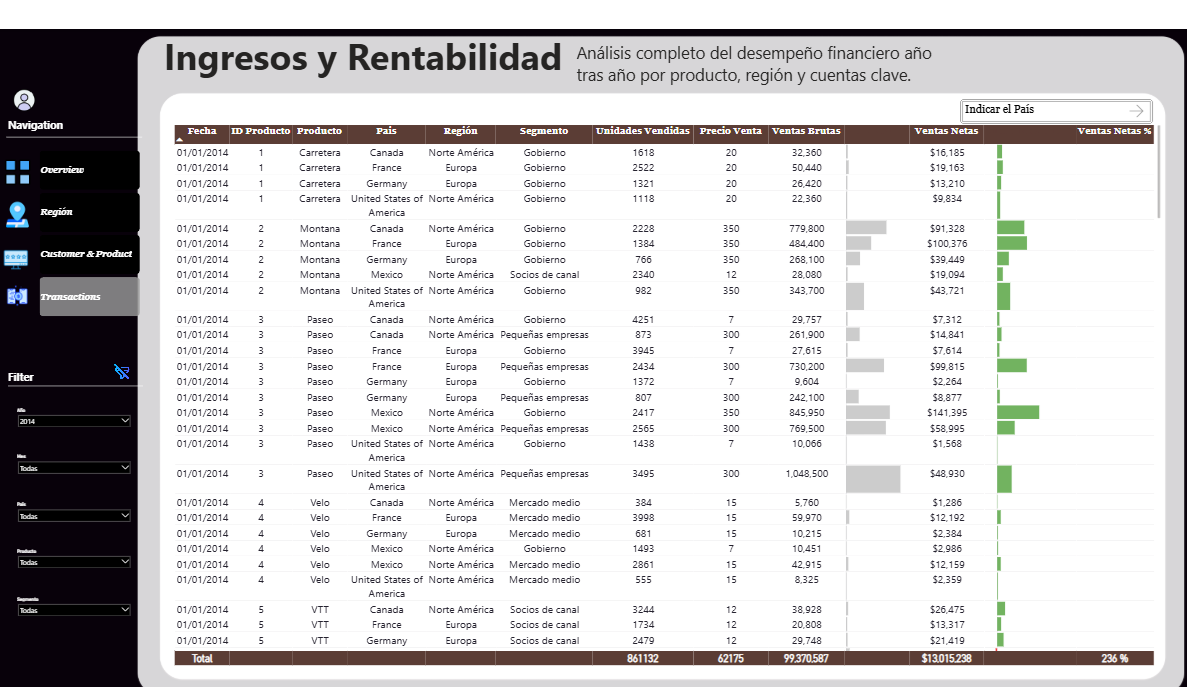 Ingresos y Rentabilidad
Análisis completo del desempeño financiero año
tras año por producto, región y cuentas clave.
Navigation
Overview
Región
Customer & Product
Transactions
Filter
Año
2014
Mes
Todas
País
Todas
Producto
Todas
Segmento
Todas
Indicar el País
Fecha ID Producto Producto País Región Segmento Unidades Vendidas Precio Venta Ventas Brutas Ventas Netas Ventas Netas %
01/01/2014 1 Carretera Canada Norte América Gobierno 1618 20 32,360 $16,185
01/01/2014 1 Carretera France Europa Gobierno 2522 20 50,440 $19,163
01/01/2014 1 Carretera Germany Europa Gobierno 1321 20 26,420 $13,210
01/01/2014 1 Carretera United States of Norte América Gobierno 1118 20 22,360 $9,834
America
01/01/2014 2 Montana Canada Norte América Gobierno 2228 350 779,800 $91,328
01/01/2014 2 Montana France Europa Gobierno 1384 350 484,400 $100,376
01/01/2014 2 Montana Germany Europa Gobierno 766 350 268,100 $39,449
01/01/2014 2 Montana Mexico Norte América Socios de canal 2340 12 28,080 $19,094
01/01/2014 2 Montana United States of Norte América Gobierno 982 350 343,700 $43,721
America
01/01/2014 3 Paseo Canada Norte América Gobierno 4251 7 29,757 $7,312
01/01/2014 3 Paseo Canada Norte América Pequeñas empresas 873 300 261,900 $14,841
01/01/2014 3 Paseo France Europa Gobierno 3945 7 27,615 $7,614
01/01/2014 3 Paseo France Europa Pequeñas empresas 2434 300 730,200 $99,815
01/01/2014 3 Paseo Germany Europa Gobierno 1372 7 9,604 $2,264
01/01/2014 3 Paseo Germany Europa Pequeñas empresas 807 300 242,100 $8,877
01/01/2014 3 Paseo Mexico Norte América Gobierno 2417 350 845,950 $141,395
01/01/2014 3 Paseo Mexico Norte América Pequeñas empresas 2565 300 769,500 $58,995
01/01/2014 3 Paseo United States of Norte América Gobierno 1438 7 10,066 $1,568
America
01/01/2014 3 Paseo United States of Norte América Pequeñas empresas 3495 300 1,048,500 $48,930
America
01/01/2014 4 Velo Canada Norte América Mercado medio 384 15 5,760 $1,286
01/01/2014 4 Velo France Europa Mercado medio 3998 15 59,970 $12,192
01/01/2014 4 Velo Germany Europa Mercado medio 681 15 10,215 $2,384
01/01/2014 4 Velo Mexico Norte América Gobierno 1493 7 10,451 $2,986
01/01/2014 4 Velo Mexico Norte América Mercado medio 2861 15 42,915 $12,159
01/01/2014 4 Velo United States of Norte América Mercado medio 555 15 8,325 $2,359
America
01/01/2014 5 VTT Canada Norte América Socios de canal 3244 12 38,928 $26,475
01/01/2014 5 VTT France Europa Socios de canal 1734 12 20,808 $13,317
01/01/2014 5 VTT Germany Europa Socios de canal 2479 12 29,748 $21,419
Total 861132 62175 99,370,587 $13,015,238 236 %